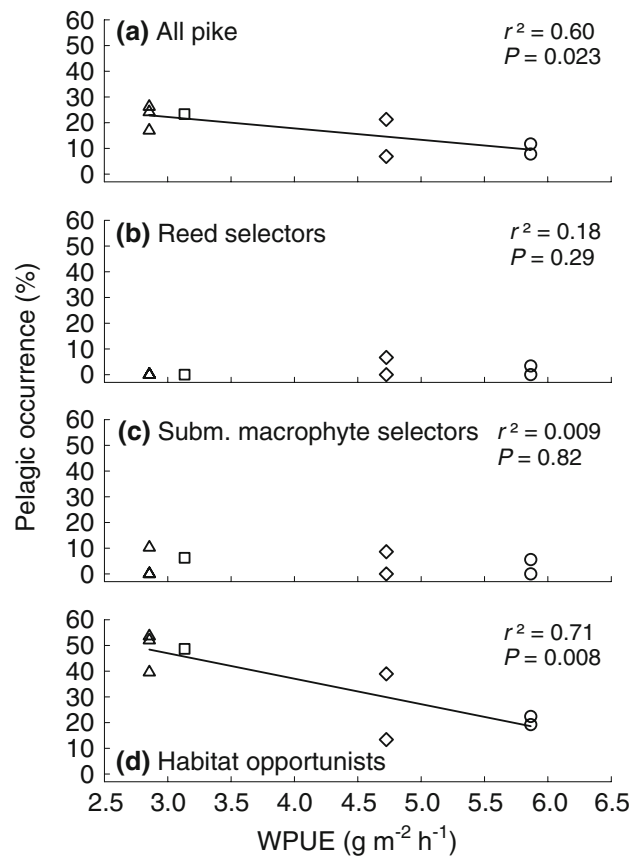 (a) All pike
r² = 0.60
P = 0.023
60
50
40
30
20
10
0
(b) Reed selectors
r² = 0.18
P = 0.29
60
50
40
30
20
10
0
(c) Subm. macrophyte selectors
r² = 0.009
P = 0.82
60
50
40
30
20
10
0
r² = 0.71
P = 0.008
60
50
40
30
20
10
0
(d) Habitat opportunists
Pelagic occurrence (%)
2.5 3.0 3.5 4.0 4.5 5.0 5.5 6.0 6.5
WPUE (g m⁻² h⁻¹)